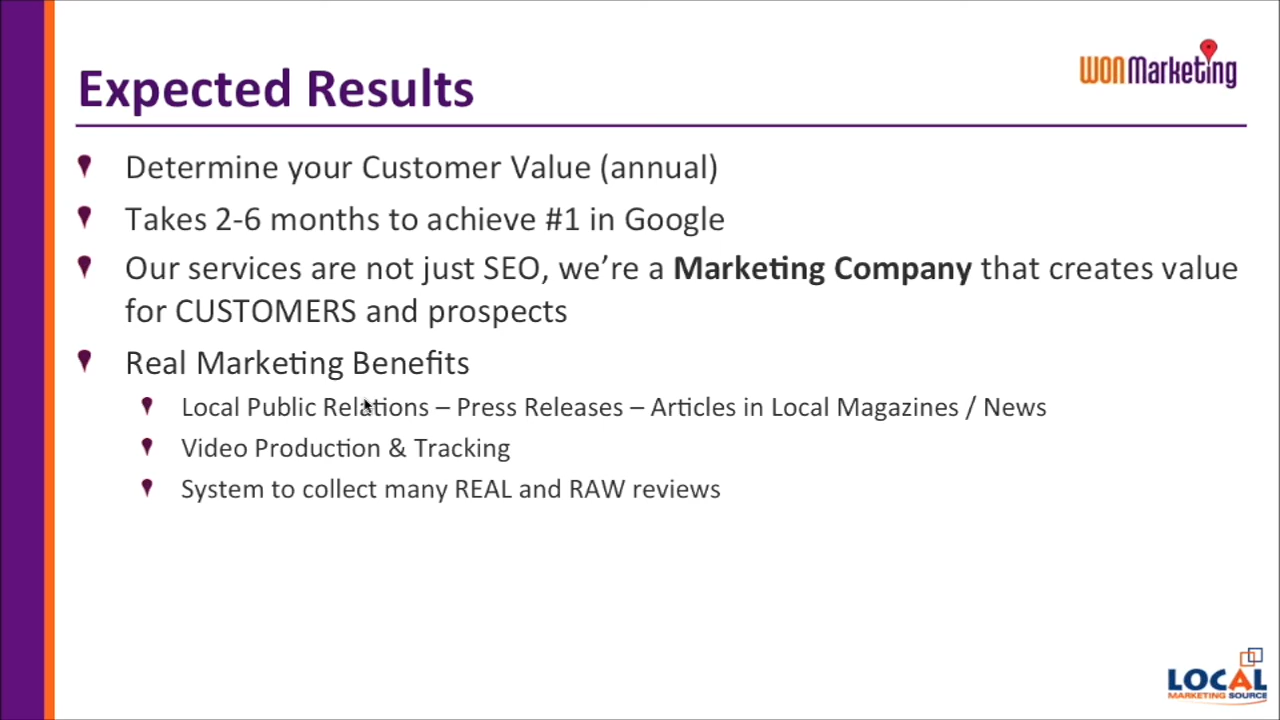 Expected Results
WON Marketing
Determine your Customer Value (annual)
Takes 2-6 months to achieve #1 in Google
Our services are not just SEO, we’re a Marketing Company that creates value
for CUSTOMERS and prospects
Real Marketing Benefits
Local Public Relations – Press Releases – Articles in Local Magazines / News
Video Production & Tracking
System to collect many REAL and RAW reviews
LOCAL
MARKETING SOURCE